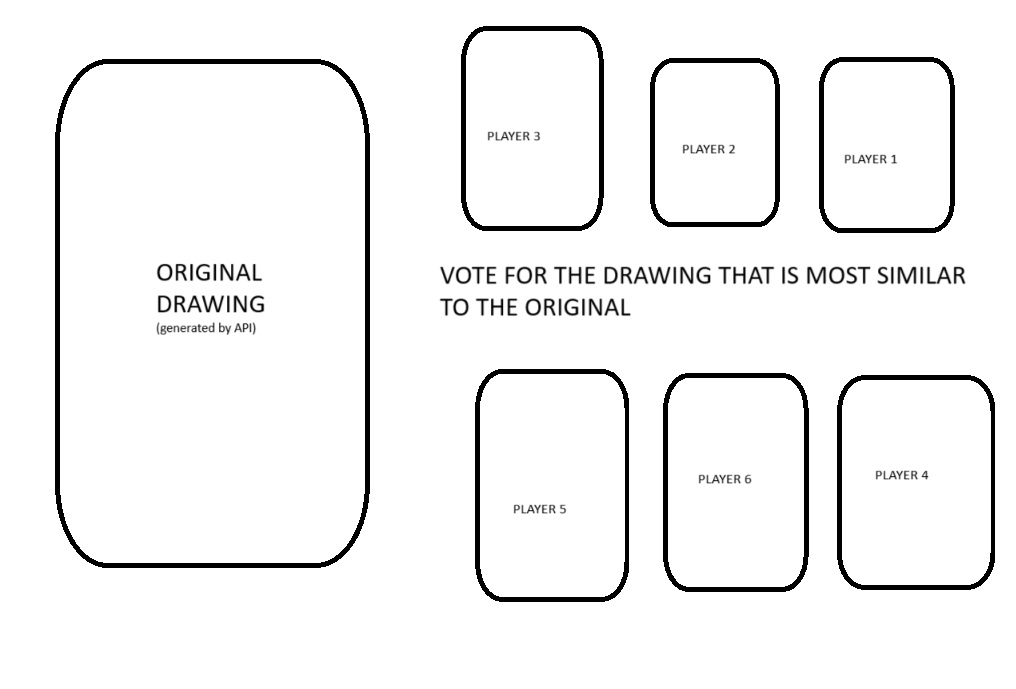 ORIGINAL
DRAWING
(generated by API)
PLAYER 3
PLAYER 2
PLAYER 1
VOTE FOR THE DRAWING THAT IS MOST SIMILAR
TO THE ORIGINAL
PLAYER 5
PLAYER 6
PLAYER 4